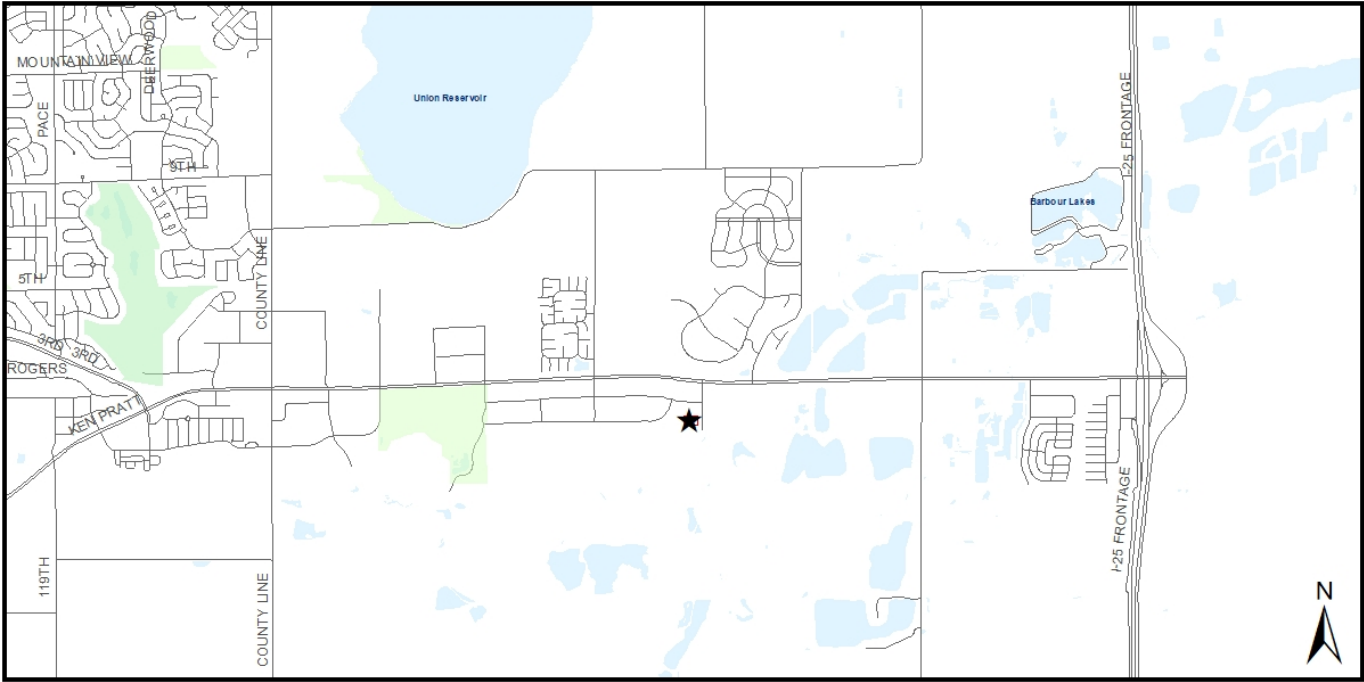 DEERWOOD
MOUNTAIN VIEW
Union Reservoir
I-25 FRONTAGE
PACE
9TH
Barbour Lakes
COUNTY LINE
5TH
3RD 3RD
ROGERS
KEN PRATT
I-25 FRONTAGE
119TH
COUNTY LINE
N